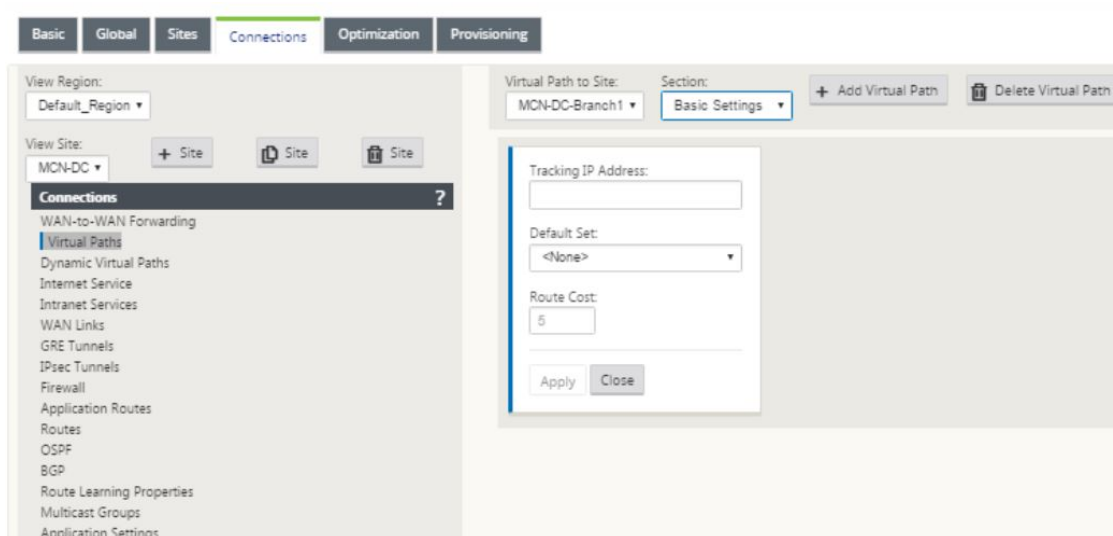 Basic Global Sites Connections Optimization Provisioning
View Region:
Default_Region
View Site:
MCN-DC
+ Site
Site
Site
Connections ?
WAN-to-WAN Forwarding
Virtual Paths
Dynamic Virtual Paths
Internet Service
Intranet Services
WAN Links
GRE Tunnels
IPsec Tunnels
Firewall
Application Routes
Routes
OSPF
BGP
Route Learning Properties
Multicast Groups
Application Settings
Virtual Path to Site:
MCN-DC-Branch1
Section:
Basic Settings
+ Add Virtual Path
Delete Virtual Path
Tracking IP Address:
Default Set:
<None>
Route Cost:
5
Apply
Close